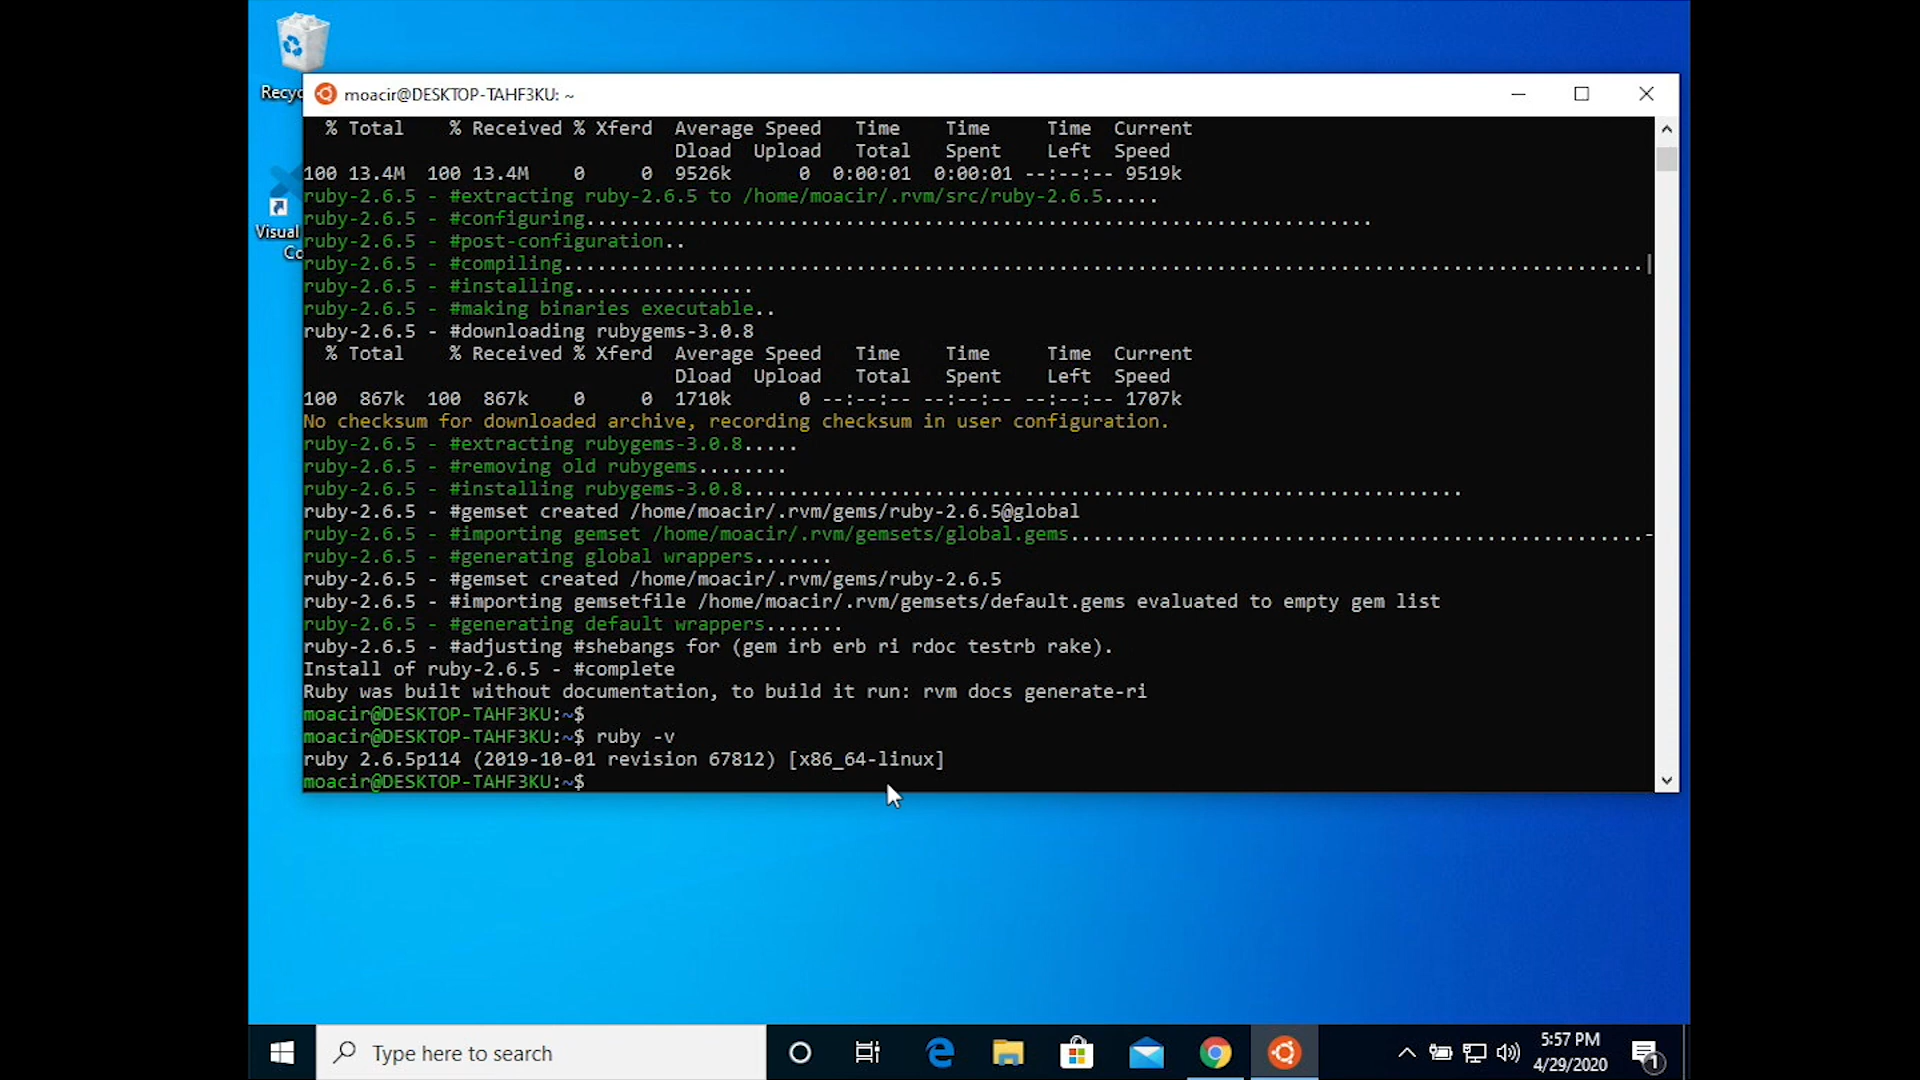 Recyc
moacir@DESKTOP-TAHF3KU: ~
% Total % Received % Xferd Average Speed Time Time Time Current
Dload Upload Total Spent Left Speed
100 13.4M 100 13.4M 0 0 9526k 0 0:00:01 0:00:01 --:--:-- 9519k
ruby-2.6.5 - #extracting ruby-2.6.5 to /home/moacir/.rvm/src/ruby-2.6.5.....
ruby-2.6.5 - #configuring......................................................................
ruby-2.6.5 - #post-configuration..
ruby-2.6.5 - #compiling................................................................................................|
ruby-2.6.5 - #installing................
ruby-2.6.5 - #making binaries executable..
ruby-2.6.5 - #downloading rubygems-3.0.8
% Total % Received % Xferd Average Speed Time Time Time Current
Dload Upload Total Spent Left Speed
100 867k 100 867k 0 0 1710k 0 --:--:-- --:--:-- --:--:-- 1707k
No checksum for downloaded archive, recording checksum in user configuration.
ruby-2.6.5 - #extracting rubygems-3.0.8.....
ruby-2.6.5 - #removing old rubygems........
ruby-2.6.5 - #installing rubygems-3.0.8................................................................
ruby-2.6.5 - #gemset created /home/moacir/.rvm/gems/ruby-2.6.5@global
ruby-2.6.5 - #importing gemset /home/moacir/.rvm/gemsets/global.gems...................................................-
ruby-2.6.5 - #generating global wrappers.......
ruby-2.6.5 - #gemset created /home/moacir/.rvm/gems/ruby-2.6.5
ruby-2.6.5 - #importing gemsetfile /home/moacir/.rvm/gemsets/default.gems evaluated to empty gem list
ruby-2.6.5 - #generating default wrappers.......
ruby-2.6.5 - #adjusting #shebangs for (gem irb erb ri rdoc testrb rake).
Install of ruby-2.6.5 - #complete
Ruby was built without documentation, to build it run: rvm docs generate-ri
moacir@DESKTOP-TAHF3KU:~$
moacir@DESKTOP-TAHF3KU:~$ ruby -v
ruby 2.6.5p114 (2019-10-01 revision 67812) [x86_64-linux]
moacir@DESKTOP-TAHF3KU:~$
Visual
Co
Type here to search
5:57 PM
4/29/2020
1